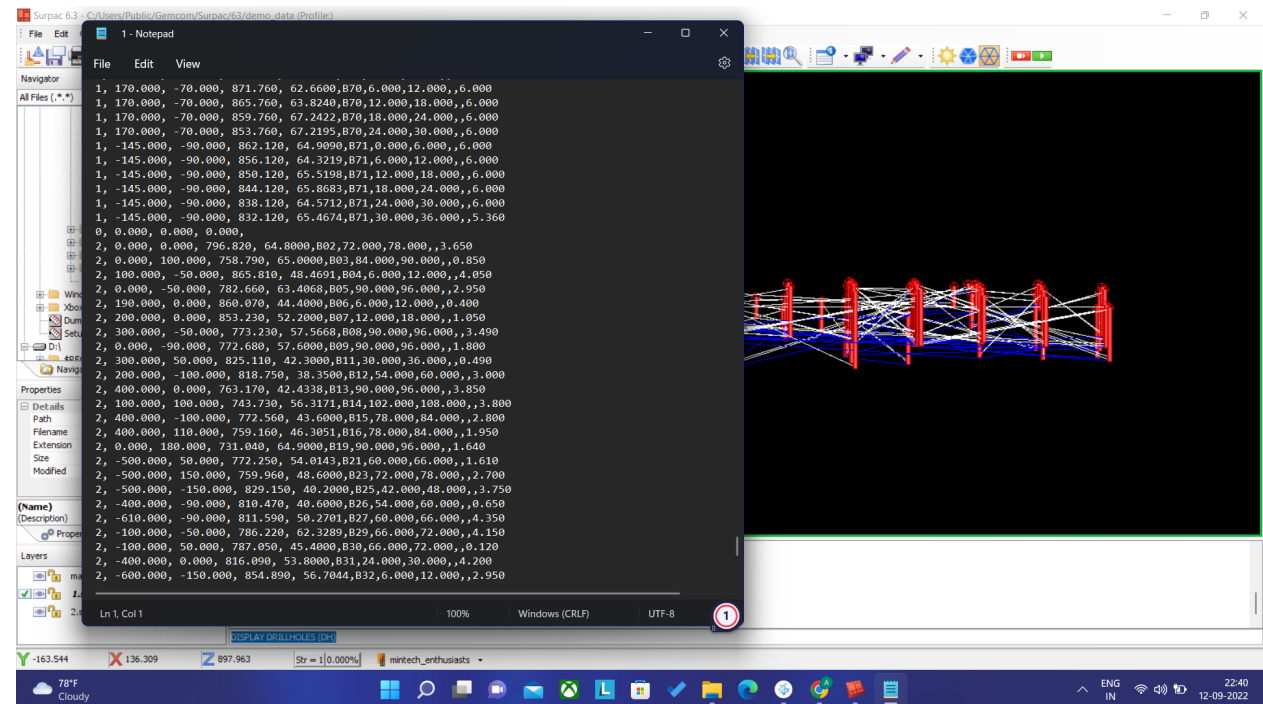 Surpac 6.3 - C:/Users/Public/Gemcom/Surpac/63/demo_data (Profile:)
File Edit
1 - Notepad
File Edit View
Navigator
All Files (.*.*)
1, 170.000, -70.000, 871.760, 62.6600,B70,6.000,12.000,,6.000
1, 170.000, -70.000, 865.760, 63.8240,B70,12.000,18.000,,6.000
1, 170.000, -70.000, 859.760, 67.2422,B70,18.000,24.000,,6.000
1, 170.000, -70.000, 853.760, 67.2195,B70,24.000,30.000,,6.000
1, -145.000, -90.000, 862.120, 64.9090,B71,0.000,6.000,,6.000
1, -145.000, -90.000, 856.120, 64.3219,B71,6.000,12.000,,6.000
1, -145.000, -90.000, 850.120, 65.5198,B71,12.000,18.000,,6.000
1, -145.000, -90.000, 844.120, 65.8683,B71,18.000,24.000,,6.000
1, -145.000, -90.000, 838.120, 64.5712,B71,24.000,30.000,,6.000
1, -145.000, -90.000, 832.120, 65.4674,B71,30.000,36.000,,5.360
0, 0.000, 0.000, 0.000,
2, 0.000, 0.000, 796.820, 64.8000,B02,72.000,78.000,,3.650
2, 0.000, 100.000, 758.790, 65.0000,B03,84.000,90.000,,0.850
2, 100.000, -50.000, 865.810, 48.4691,B04,6.000,12.000,,4.050
2, 0.000, -50.000, 782.660, 63.4068,B05,90.000,96.000,,2.950
2, 190.000, 0.000, 860.070, 44.4000,B06,6.000,12.000,,0.400
2, 200.000, 0.000, 853.230, 52.2000,B07,12.000,18.000,,1.050
2, 300.000, -50.000, 773.230, 57.5668,B08,90.000,96.000,,3.490
2, 0.000, -90.000, 772.680, 57.6000,B09,90.000,96.000,,1.800
2, 300.000, 50.000, 825.110, 42.3000,B11,30.000,36.000,,0.490
2, 200.000, -100.000, 818.750, 38.3500,B12,54.000,60.000,,3.000
2, 400.000, 0.000, 763.170, 42.4338,B13,90.000,96.000,,3.850
2, 100.000, 100.000, 743.730, 56.3171,B14,102.000,108.000,,3.800
2, 400.000, -100.000, 772.560, 43.6000,B15,78.000,84.000,,2.800
2, 400.000, 110.000, 759.160, 46.3051,B16,78.000,84.000,,1.950
2, 0.000, 180.000, 731.040, 64.9000,B19,90.000,96.000,,1.640
2, -500.000, 50.000, 772.250, 54.0143,B21,60.000,66.000,,1.610
2, -500.000, 150.000, 759.960, 48.6000,B23,72.000,78.000,,2.700
2, -500.000, -150.000, 829.150, 40.2000,B25,42.000,48.000,,3.750
2, -400.000, -90.000, 810.470, 40.6000,B26,54.000,60.000,,0.650
2, -610.000, -90.000, 811.590, 50.2701,B27,60.000,66.000,,4.350
2, -100.000, -50.000, 786.220, 62.3289,B29,66.000,72.000,,4.150
2, -100.000, 50.000, 787.050, 45.4000,B30,66.000,72.000,,0.120
2, -400.000, 0.000, 816.090, 53.8000,B31,24.000,30.000,,4.200
2, -600.000, -150.000, 854.890, 56.7044,B32,6.000,12.000,,2.950
D:\
Properties
Details
Path
Filename
Extension
Size
Modified
(Name)
(Description)
Layers
Ln 1, Col 1 100% Windows (CRLF) UTF-8 1
DISPLAY DRILLHOLES (DH)
Y -163.544 X 136.309 Z 897.963 Str = 1 0.000% mintech_enthusiasts
78°F
Cloudy
ENG
IN
22:40
12-09-2022